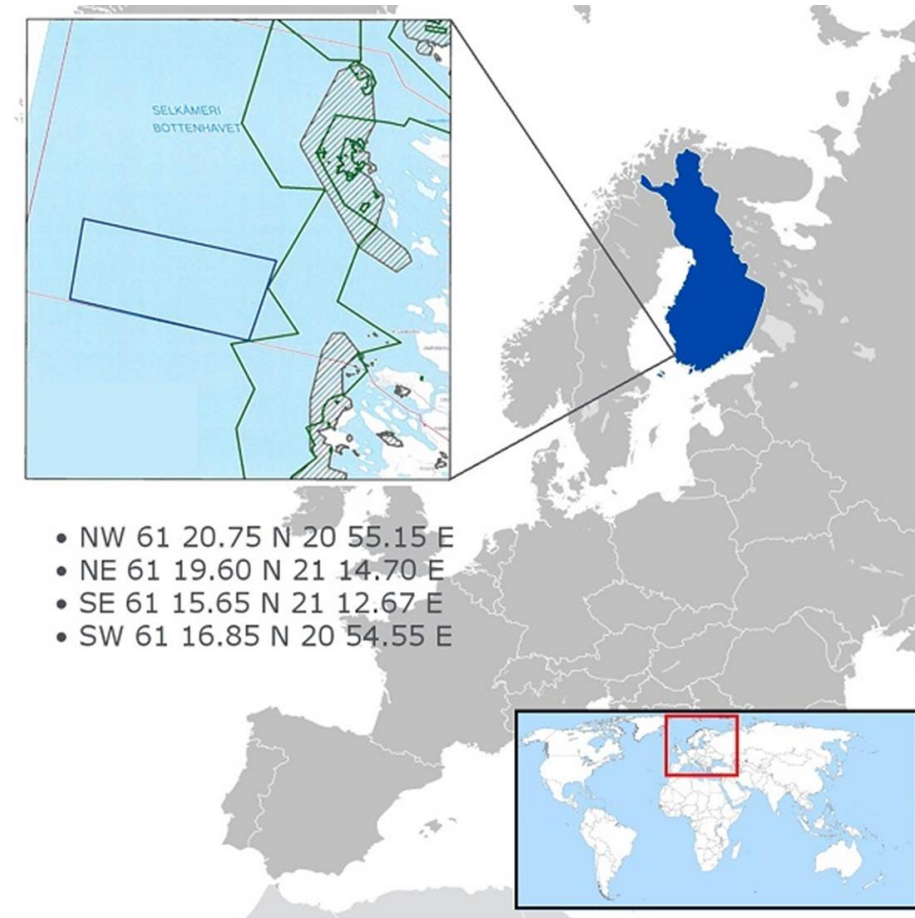 SELKÄMERI
BOTTENHAVET
• NW 61 20.75 N 20 55.15 E
• NE 61 19.60 N 21 14.70 E
• SE 61 15.65 N 21 12.67 E
• SW 61 16.85 N 20 54.55 E